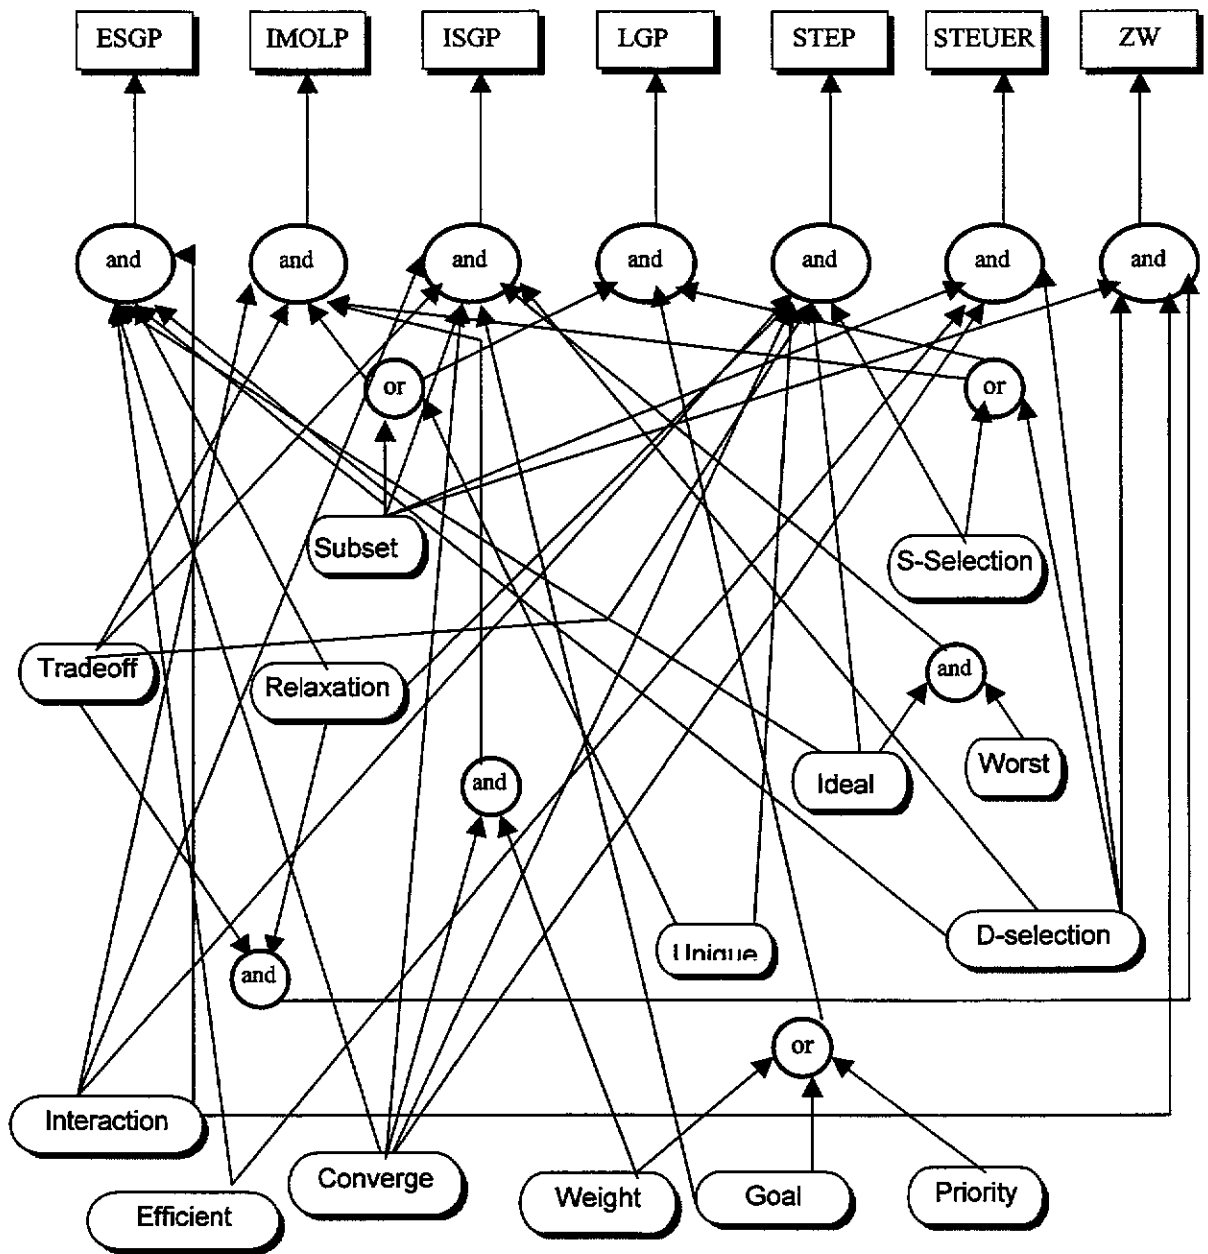 ESGP
IMOLP
ISGP
LGP
STEP
STEUER
ZW
and
and
and
and
and
and
and
or
or
Subset
S-Selection
Tradeoff
Relaxation
and
Worst
Ideal
and
Unique
D-selection
and
or
Interaction
Converge
Weight
Goal
Priority
Efficient